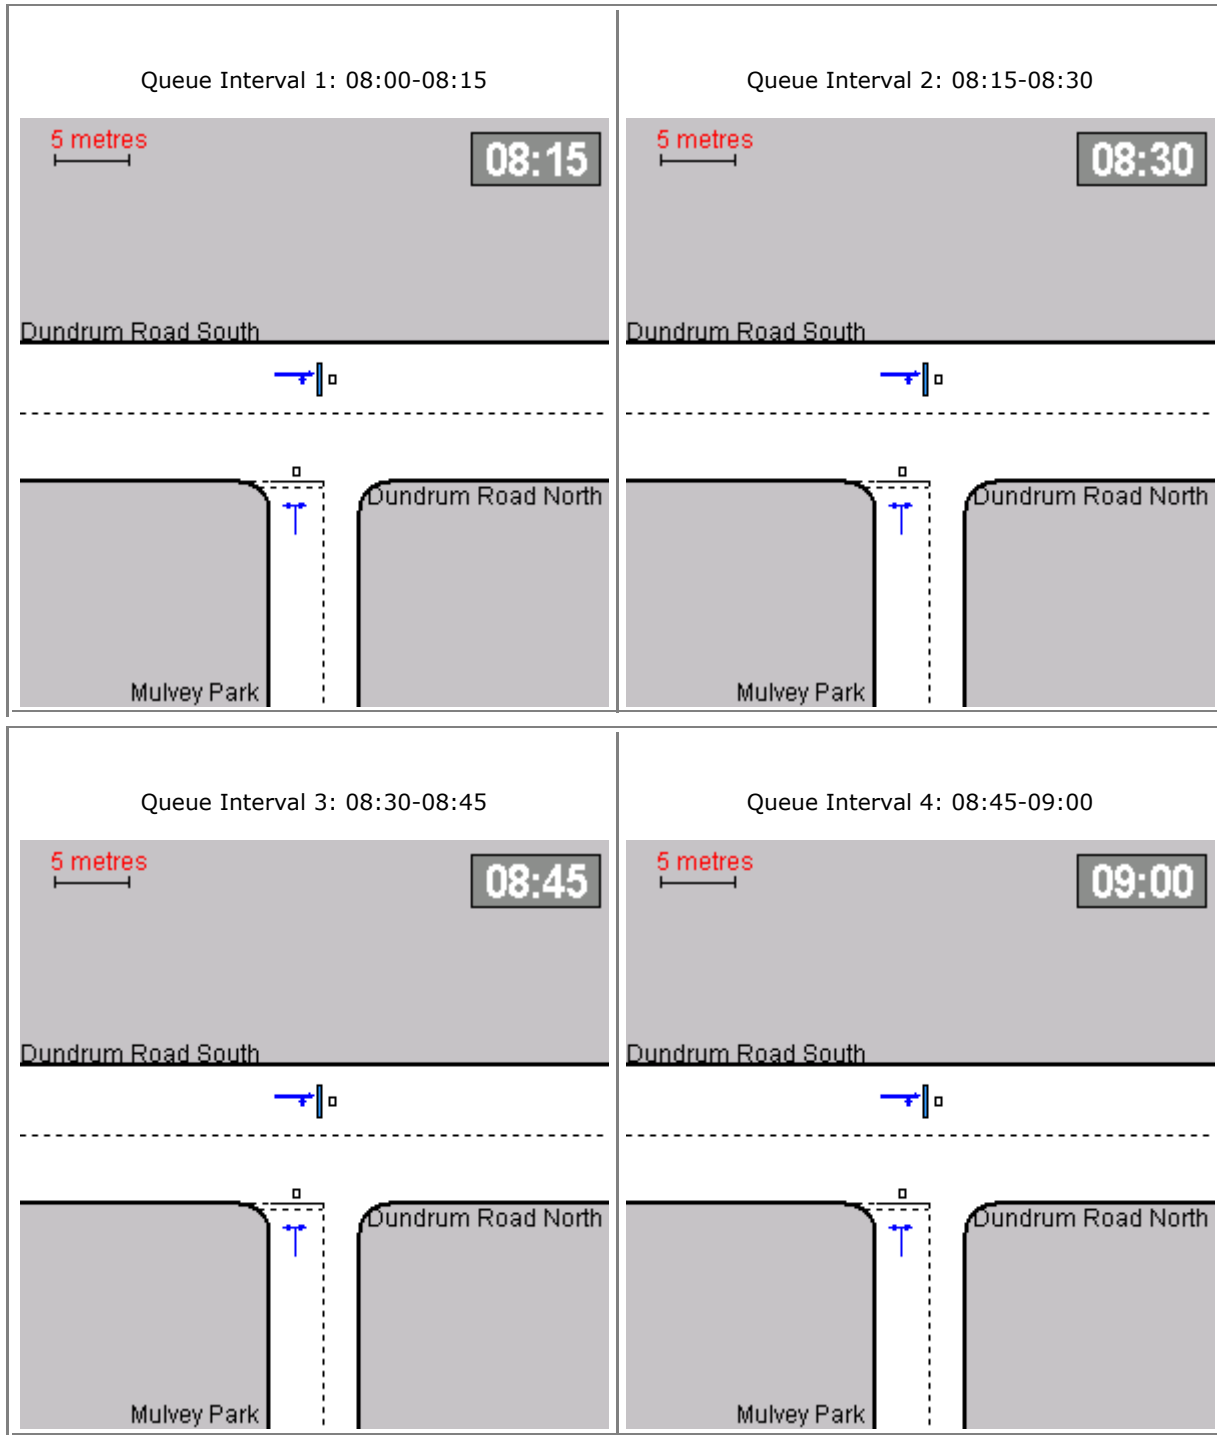 Queue Interval 1: 08:00-08:15
5 metres
08:15
Dundrum Road South
Dundrum Road North
Mulvey Park
Queue Interval 2: 08:15-08:30
5 metres
08:30
Dundrum Road South
Dundrum Road North
Mulvey Park
Queue Interval 3: 08:30-08:45
5 metres
08:45
Dundrum Road South
Dundrum Road North
Mulvey Park
Queue Interval 4: 08:45-09:00
5 metres
09:00
Dundrum Road South
Dundrum Road North
Mulvey Park